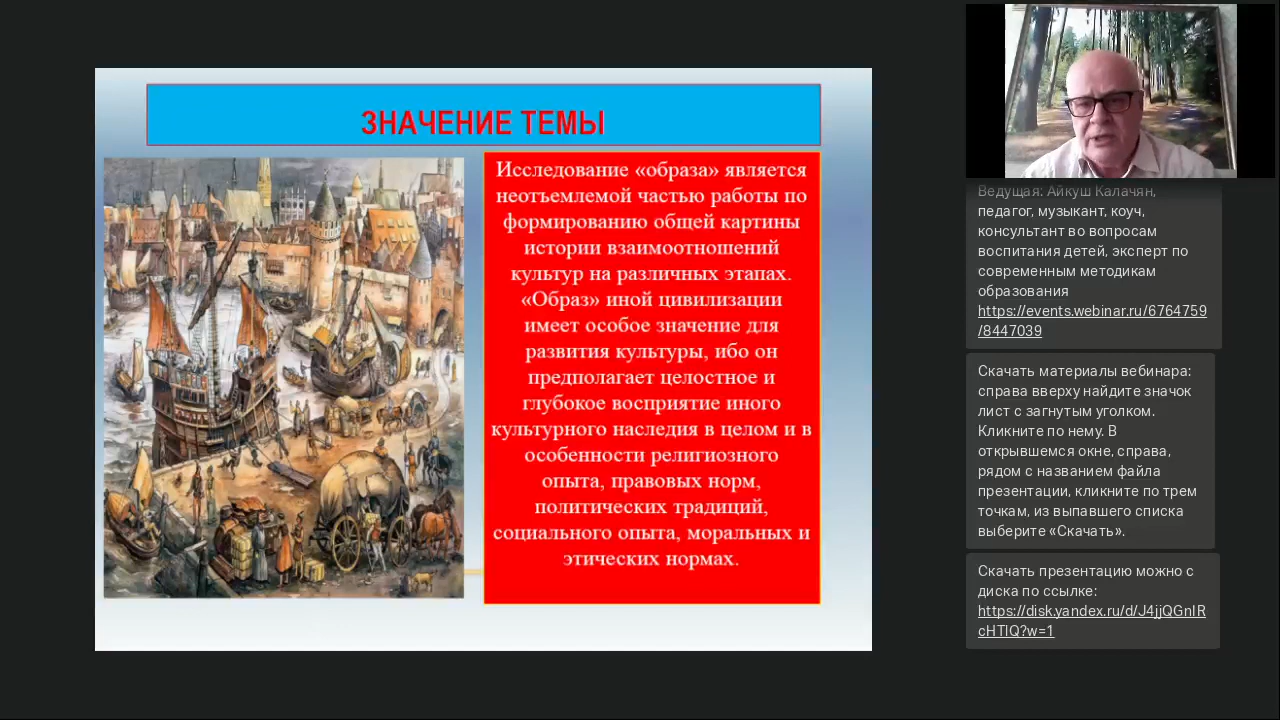 ЗНАЧЕНИЕ ТЕМЫ
Исследование «образа» является
неотъемлемой частью работы по
формированию общей картины
истории взаимоотношений
культур на различных этапах.
«Образ» иной цивилизации
имеет особое значение для
развития культуры, ибо он
предполагает целостное и
глубокое восприятие иного
культурного наследия в целом и в
особенности религиозного
опыта, правовых норм,
политических традиций,
социального опыта, моральных и
этических нормах.
Ведущая: Айкуш Калачян,
педагог, музыкант, коуч,
консультант во вопросам
воспитания детей, эксперт по
современным методикам
образования
https://events.webinar.ru/6764759
/8447039
Скачать материалы вебинара:
справа вверху найдите значок
лист с загнутым уголком.
Кликните по нему. В
открывшемся окне, справа,
рядом с названием файла
презентации, кликните по трем
точкам, из выпавшего списка
выберите «Скачать».
Скачать презентацию можно с
диска по ссылке:
https://disk.yandex.ru/d/J4jjQGnIR
cHTlQ?w=1